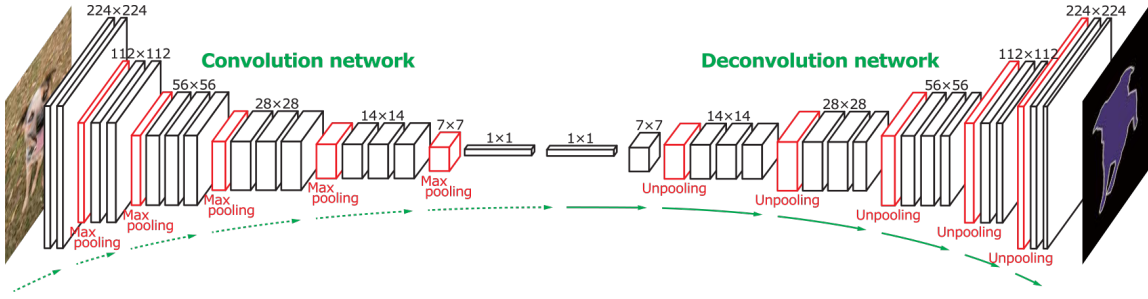 224×224
112×112
56×56
Convolution network
28×28
14×14
7×7
1×1
1×1
Deconvolution network
7×7
14×14
28×28
56×56
112×112
224×224
Max
pooling
Max
pooling
Max
pooling
Max
pooling
Max
pooling
Unpooling
Unpooling
Unpooling
Unpooling
Unpooling